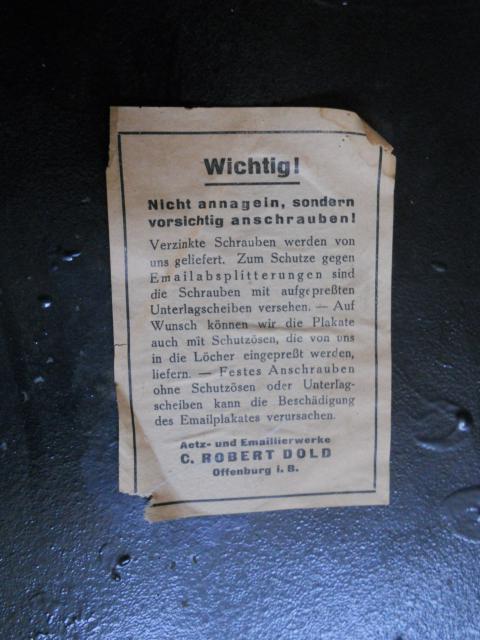 Wichtig!
Nicht annageln, sondern
vorsichtig anschrauben!
Verzinkte Schrauben werden von
uns geliefert. Zum Schutze gegen
Emailabsplitterungen sind
die Schrauben mit aufgepreßten
Unterlagscheiben versehen. — Auf
Wunsch können wir die Plakate
auch mit Schutzösen, die von uns
in die Löcher eingepreßt werden,
liefern. — Festes Anschrauben
ohne Schutzösen oder Unterlag-
scheiben kann die Beschädigung
des Emailplakates verursachen.
Aetz- und Emaillierwerke
C. ROBERT DOLD
Offenburg i. B.